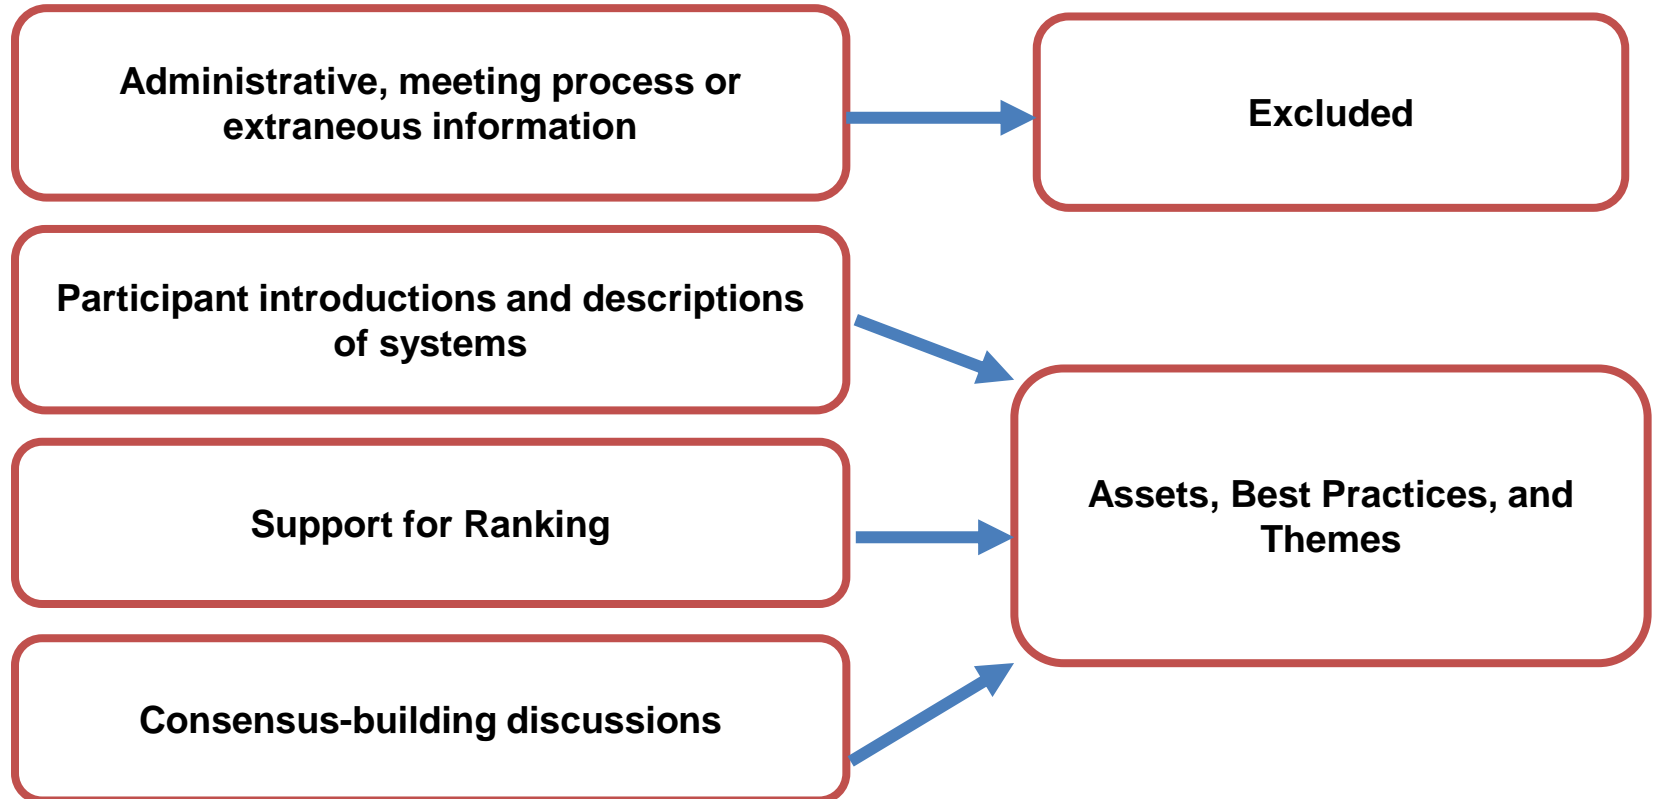 Administrative, meeting process or
extraneous information
Excluded
Participant introductions and descriptions
of systems
Support for Ranking
Assets, Best Practices, and
Themes
Consensus-building discussions